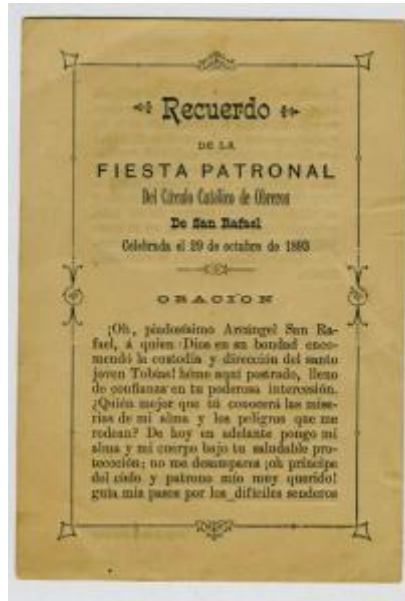 Recuerdo
DE LA
FIESTA PATRONAL
Del Círculo Católico de Obreros
De San Rafael
Celebrada el 29 de octubre de 1893
ORACION
¡Oh, piadosísimo Arcángel San Ra-
fael, á quien Dios en su bondad enco-
mendó la custodia y dirección del santo
joven Tobías! héme aquí postrado, lleno
de confianza en tu poderosa intercesión.
¿Quién mejor que tú conocerá las mise-
rias de mi alma y los peligros que me
rodean? De hoy en adelante pongo mi
alma y mi cuerpo bajo tu saludable pro-
tección; no me desampares ¡oh príncipe
del cielo y patrono mío muy querido!
guía mis pasos por los difíciles senderos